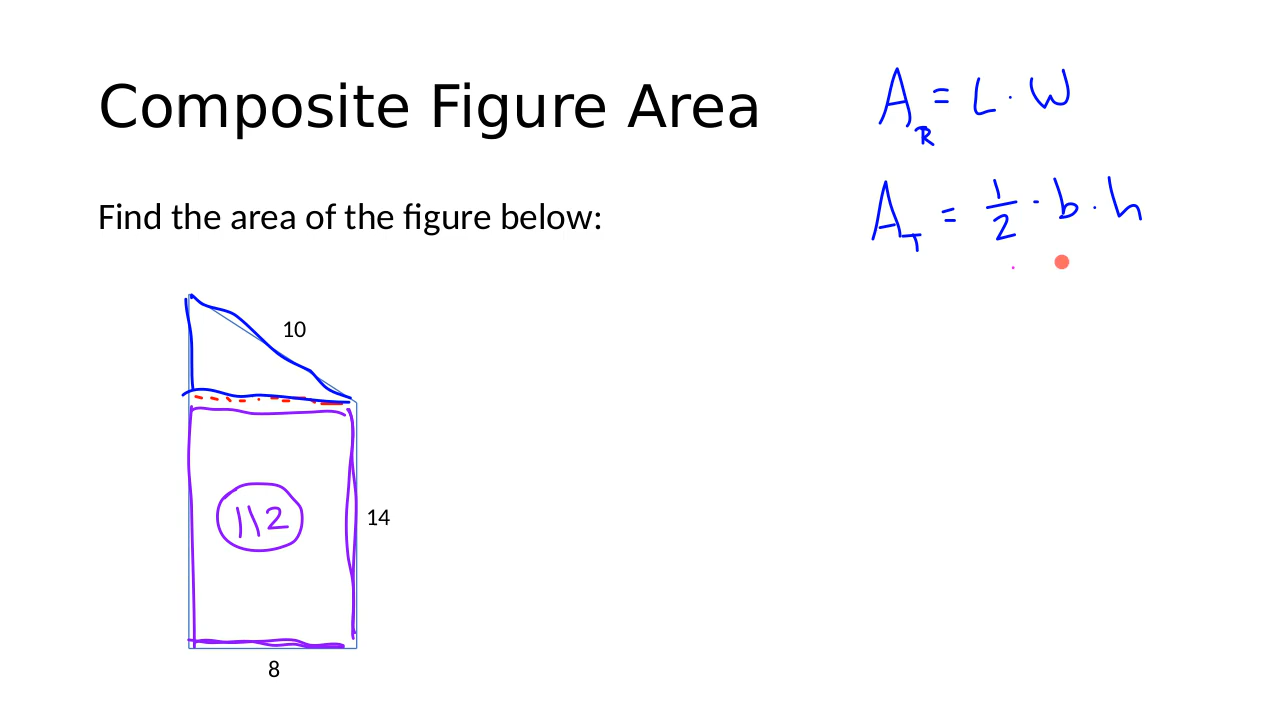 Composite Figure Area
A_R = L · W
A_T = 1/2 · b · h
Find the area of the figure below:
10
112
14
8